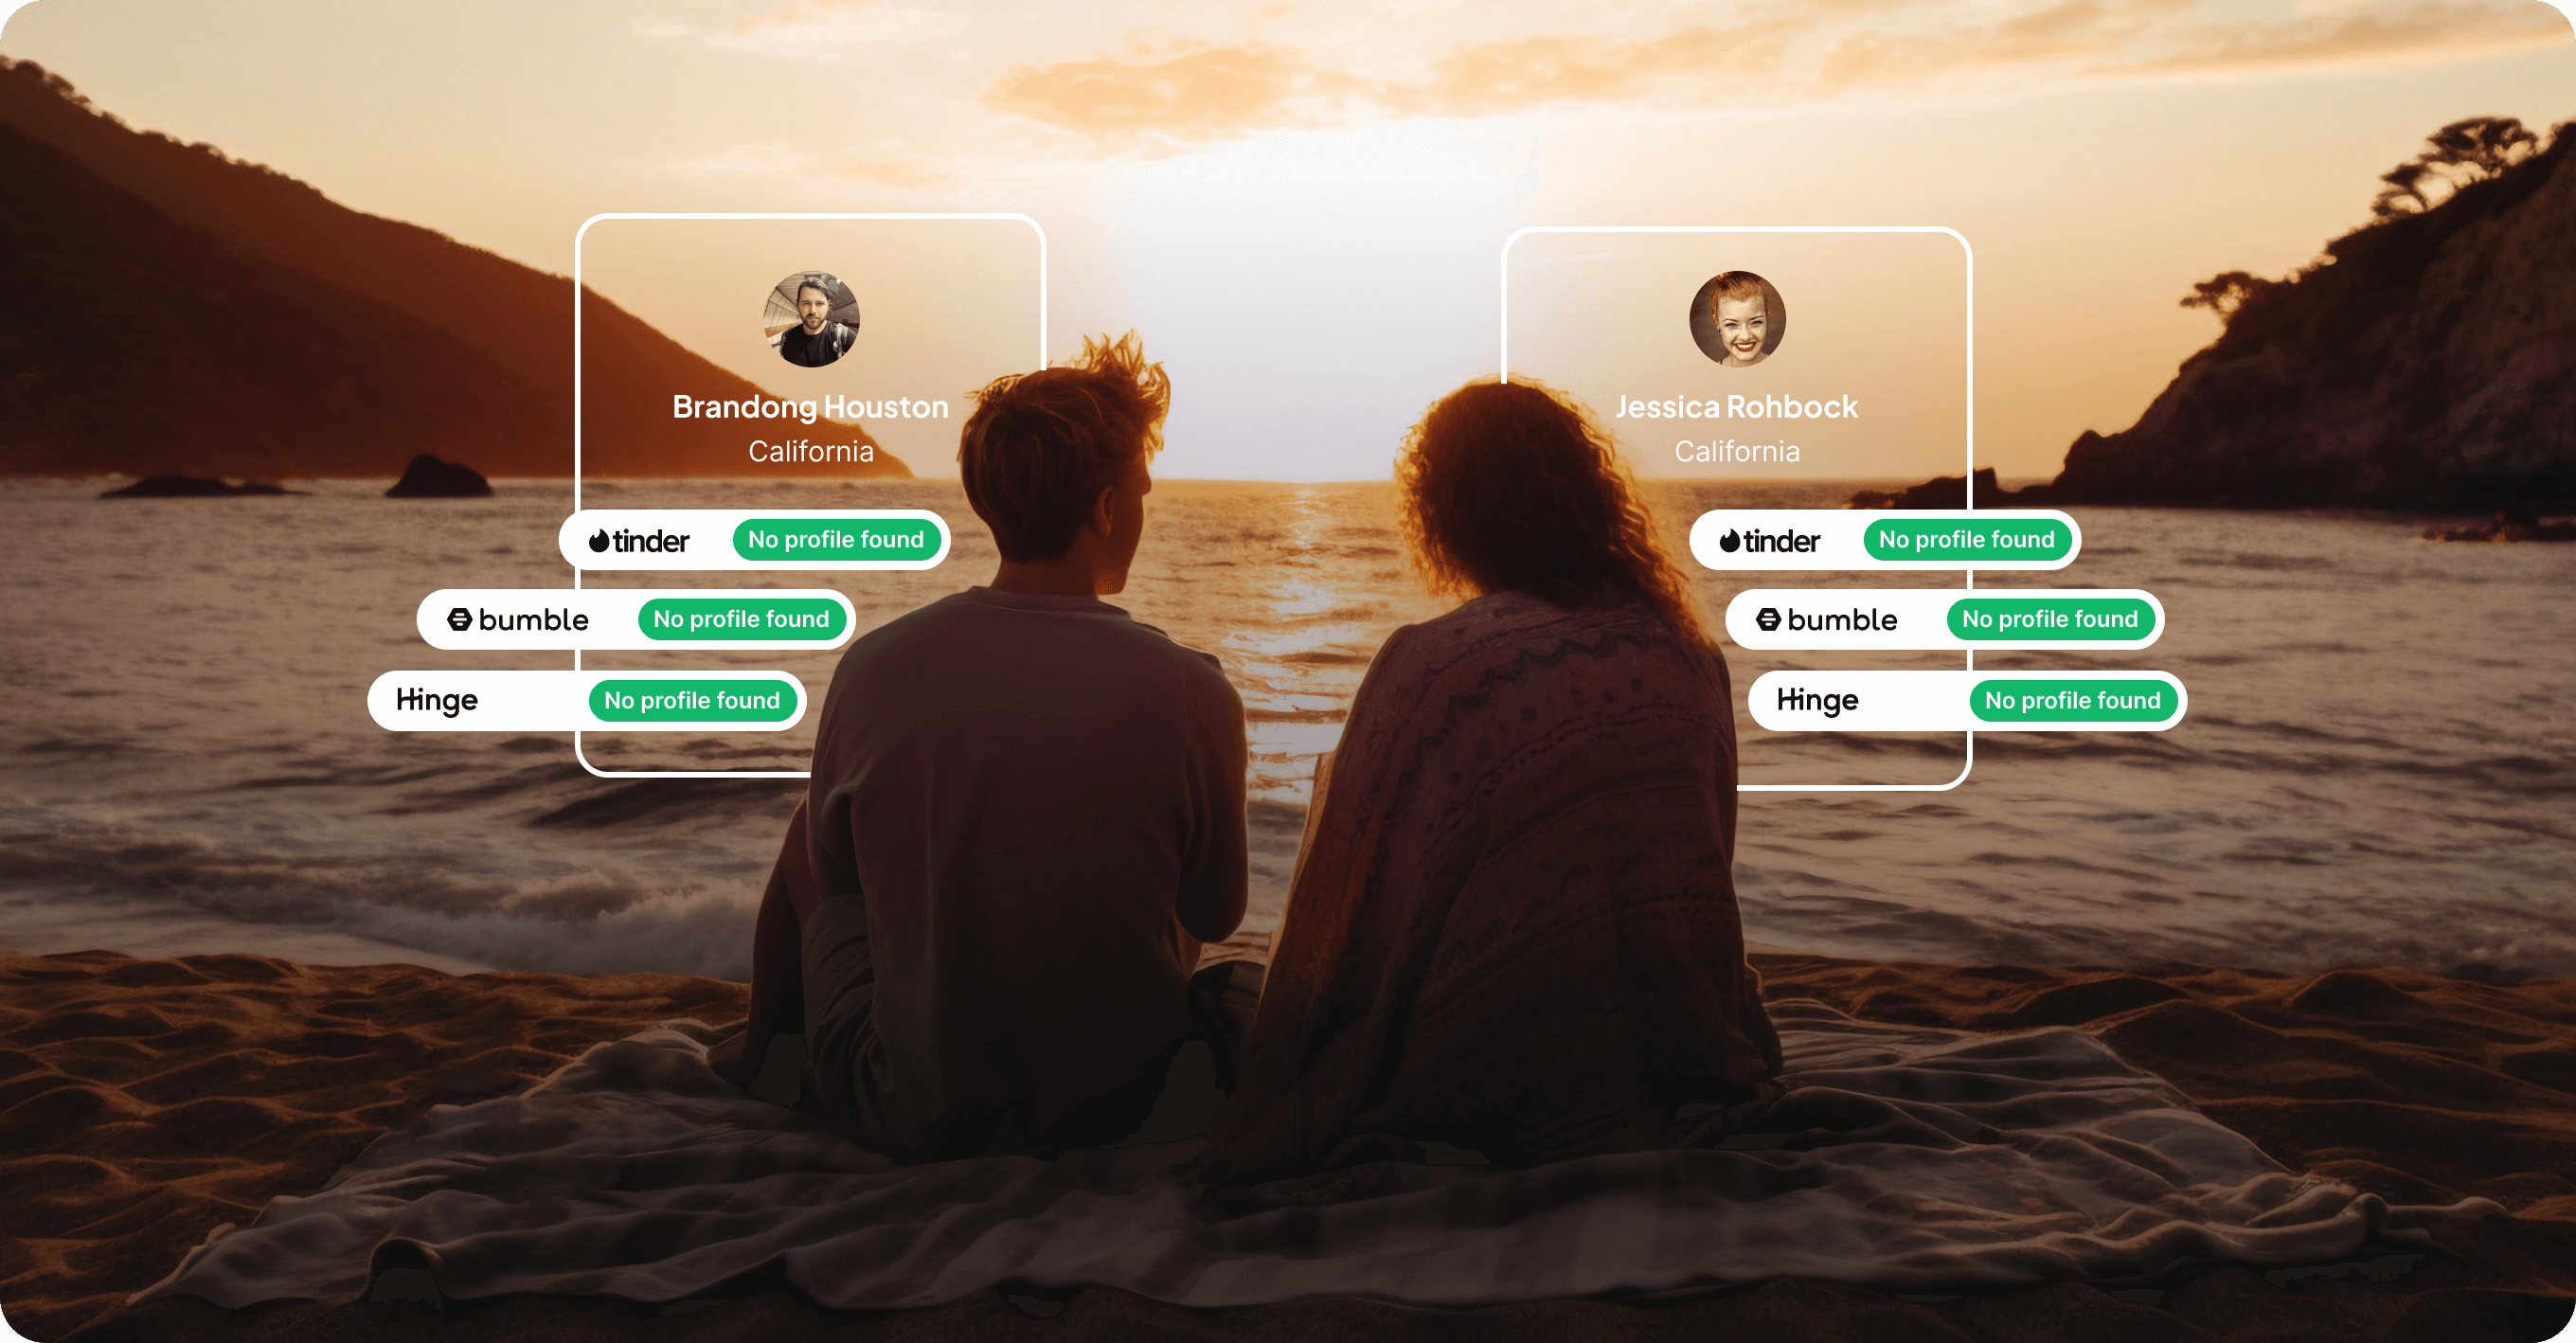 Brandong Houston
California
tinder No profile found
bumble No profile found
Hinge No profile found
Jessica Rohbock
California
tinder No profile found
bumble No profile found
Hinge No profile found